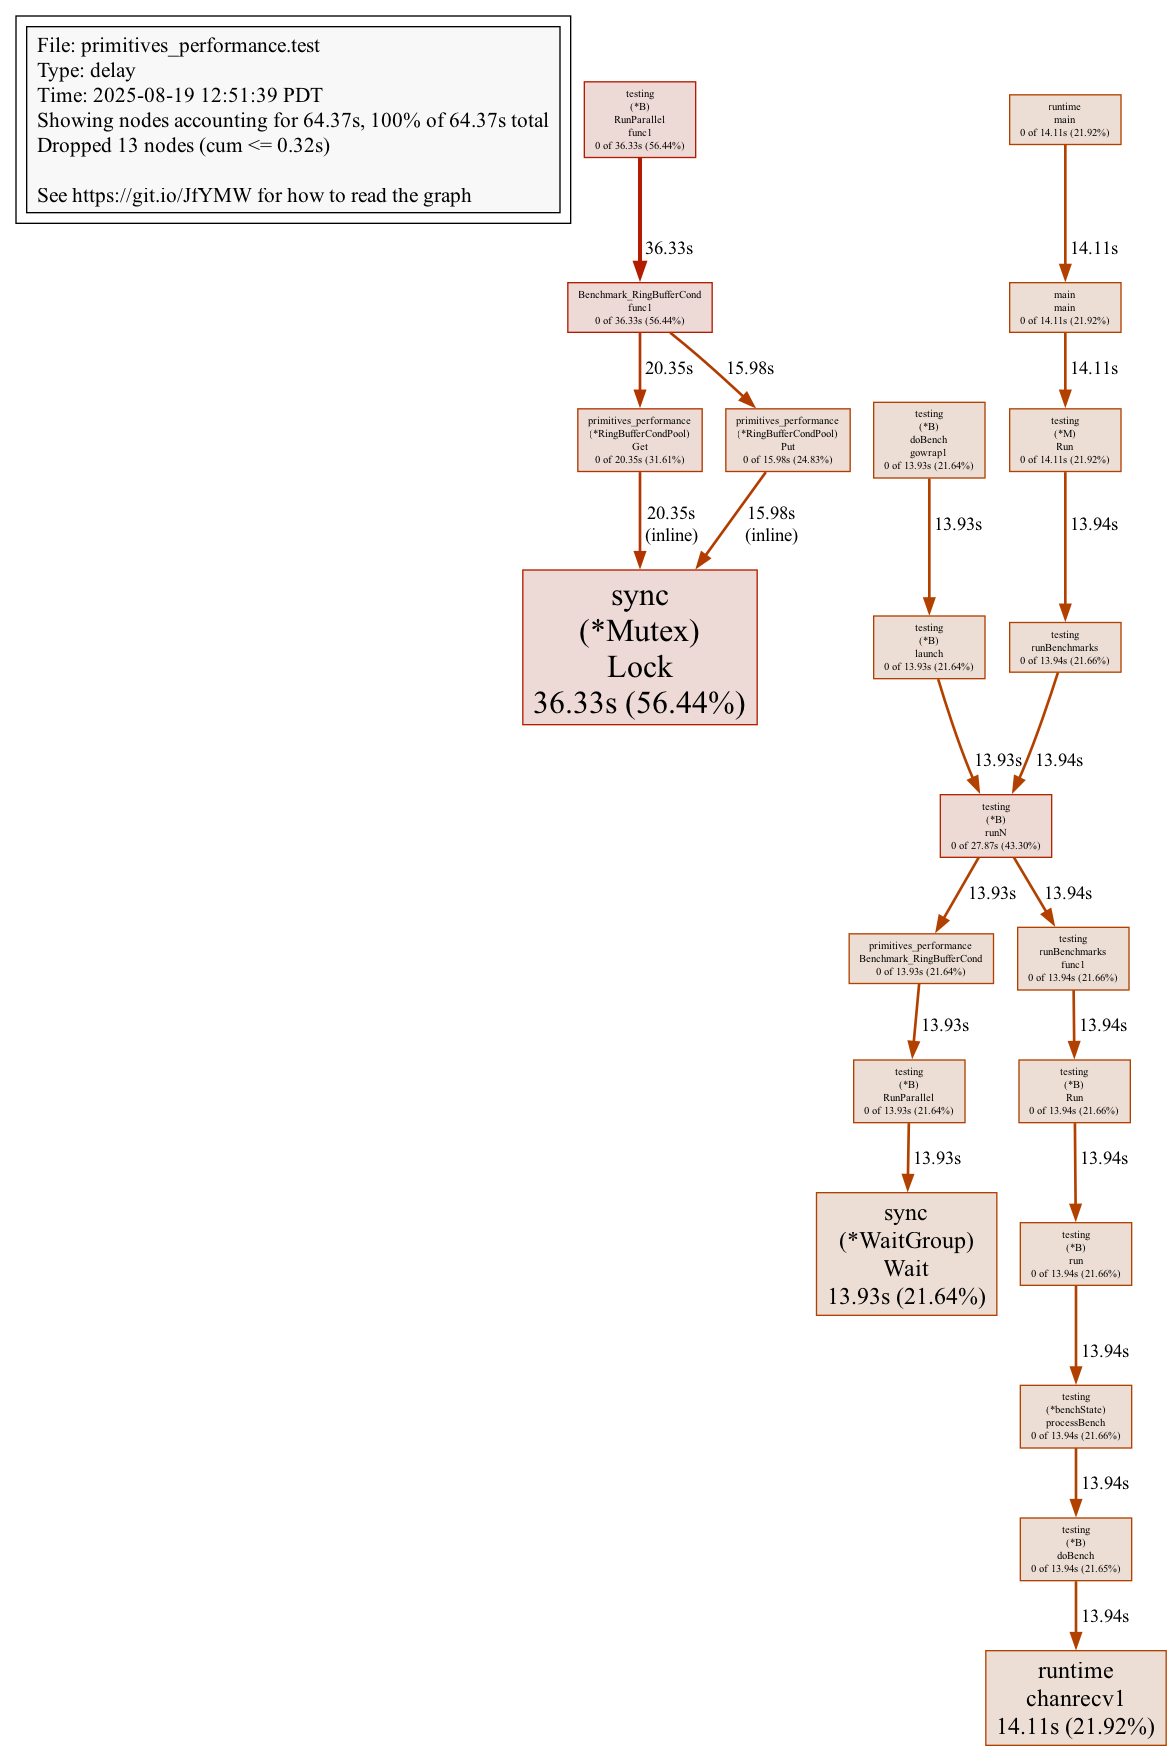 File: primitives_performance.test
Type: delay
Time: 2025-08-19 12:51:39 PDT
Showing nodes accounting for 64.37s, 100% of 64.37s total
Dropped 13 nodes (cum <= 0.32s)
See https://git.io/JfYMW for how to read the graph
testing
(*B)
RunParallel
func1
0 of 36.33s (56.44%)
36.33s
Benchmark_RingBufferCond
func1
0 of 36.33s (56.44%)
20.35s
15.98s
primitives_performance
(*RingBufferCondPool)
Get
0 of 20.35s (31.61%)
primitives_performance
(*RingBufferCondPool)
Put
0 of 15.98s (24.83%)
20.35s
(inline)
15.98s
(inline)
sync
(*Mutex)
Lock
36.33s (56.44%)
runtime
main
0 of 14.11s (21.92%)
14.11s
main
main
0 of 14.11s (21.92%)
14.11s
testing
(*B)
doBench
gowrap1
0 of 13.93s (21.64%)
testing
(*M)
Run
0 of 14.11s (21.92%)
13.93s
13.94s
testing
(*B)
launch
0 of 13.93s (21.64%)
testing
runBenchmarks
0 of 13.94s (21.66%)
13.93s
13.94s
testing
(*B)
runN
0 of 27.87s (43.30%)
13.93s
13.94s
primitives_performance
Benchmark_RingBufferCond
0 of 13.93s (21.64%)
testing
runBenchmarks
func1
0 of 13.94s (21.66%)
13.93s
13.94s
testing
(*B)
RunParallel
0 of 13.93s (21.64%)
testing
(*B)
Run
0 of 13.94s (21.66%)
13.93s
13.94s
sync
(*WaitGroup)
Wait
13.93s (21.64%)
testing
(*B)
run
0 of 13.94s (21.66%)
13.94s
testing
(*benchState)
processBench
0 of 13.94s (21.66%)
13.94s
testing
(*B)
doBench
0 of 13.94s (21.65%)
13.94s
runtime
chanrecv1
14.11s (21.92%)